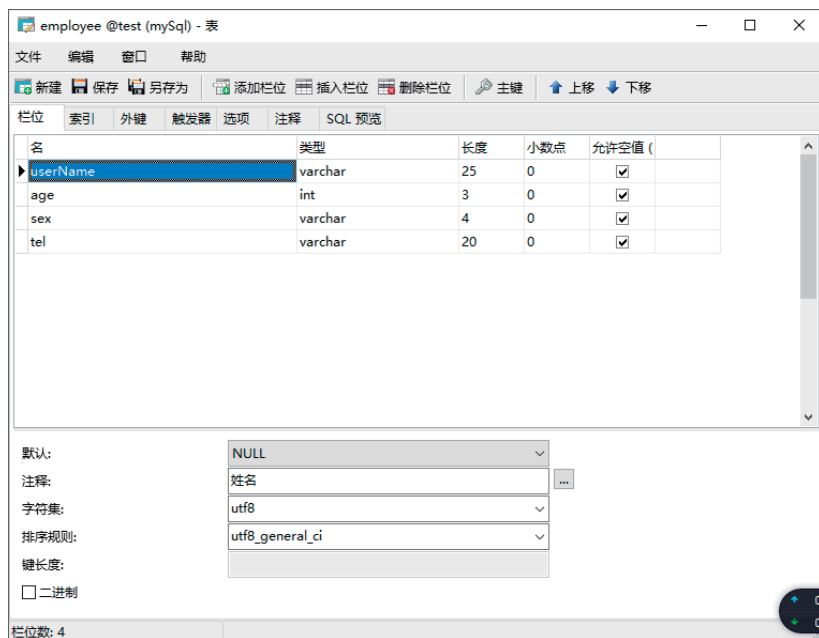 employee @test (mySql) - 表
文件 编辑 窗口 帮助
新建 保存 另存为 添加栏位 插入栏位 删除栏位 主键 上移 下移
栏位 索引 外键 触发器 选项 注释 SQL 预览
名 类型 长度 小数点 允许空值 (
userName varchar 25 0
age int 3 0
sex varchar 4 0
tel varchar 20 0
默认: NULL
注释: 姓名 ...
字符集: utf8
排序规则: utf8_general_ci
键长度:
二进制
栏位数: 4